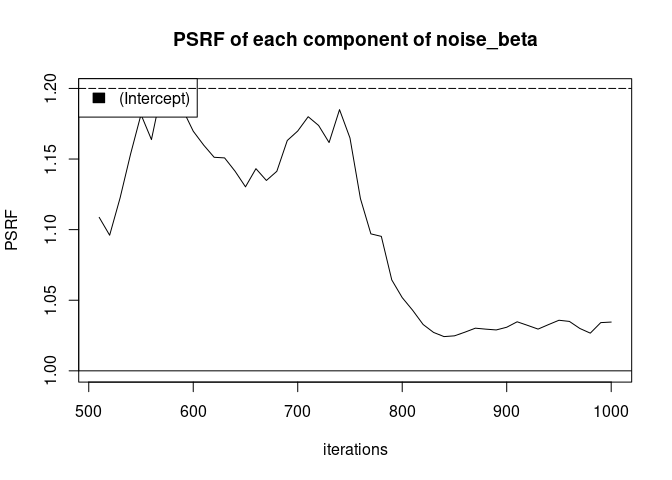 PSRF of each component of noise_beta
(Intercept)
PSRF
1.20
1.15
1.10
1.05
1.00
500 600 700 800 900 1000
iterations